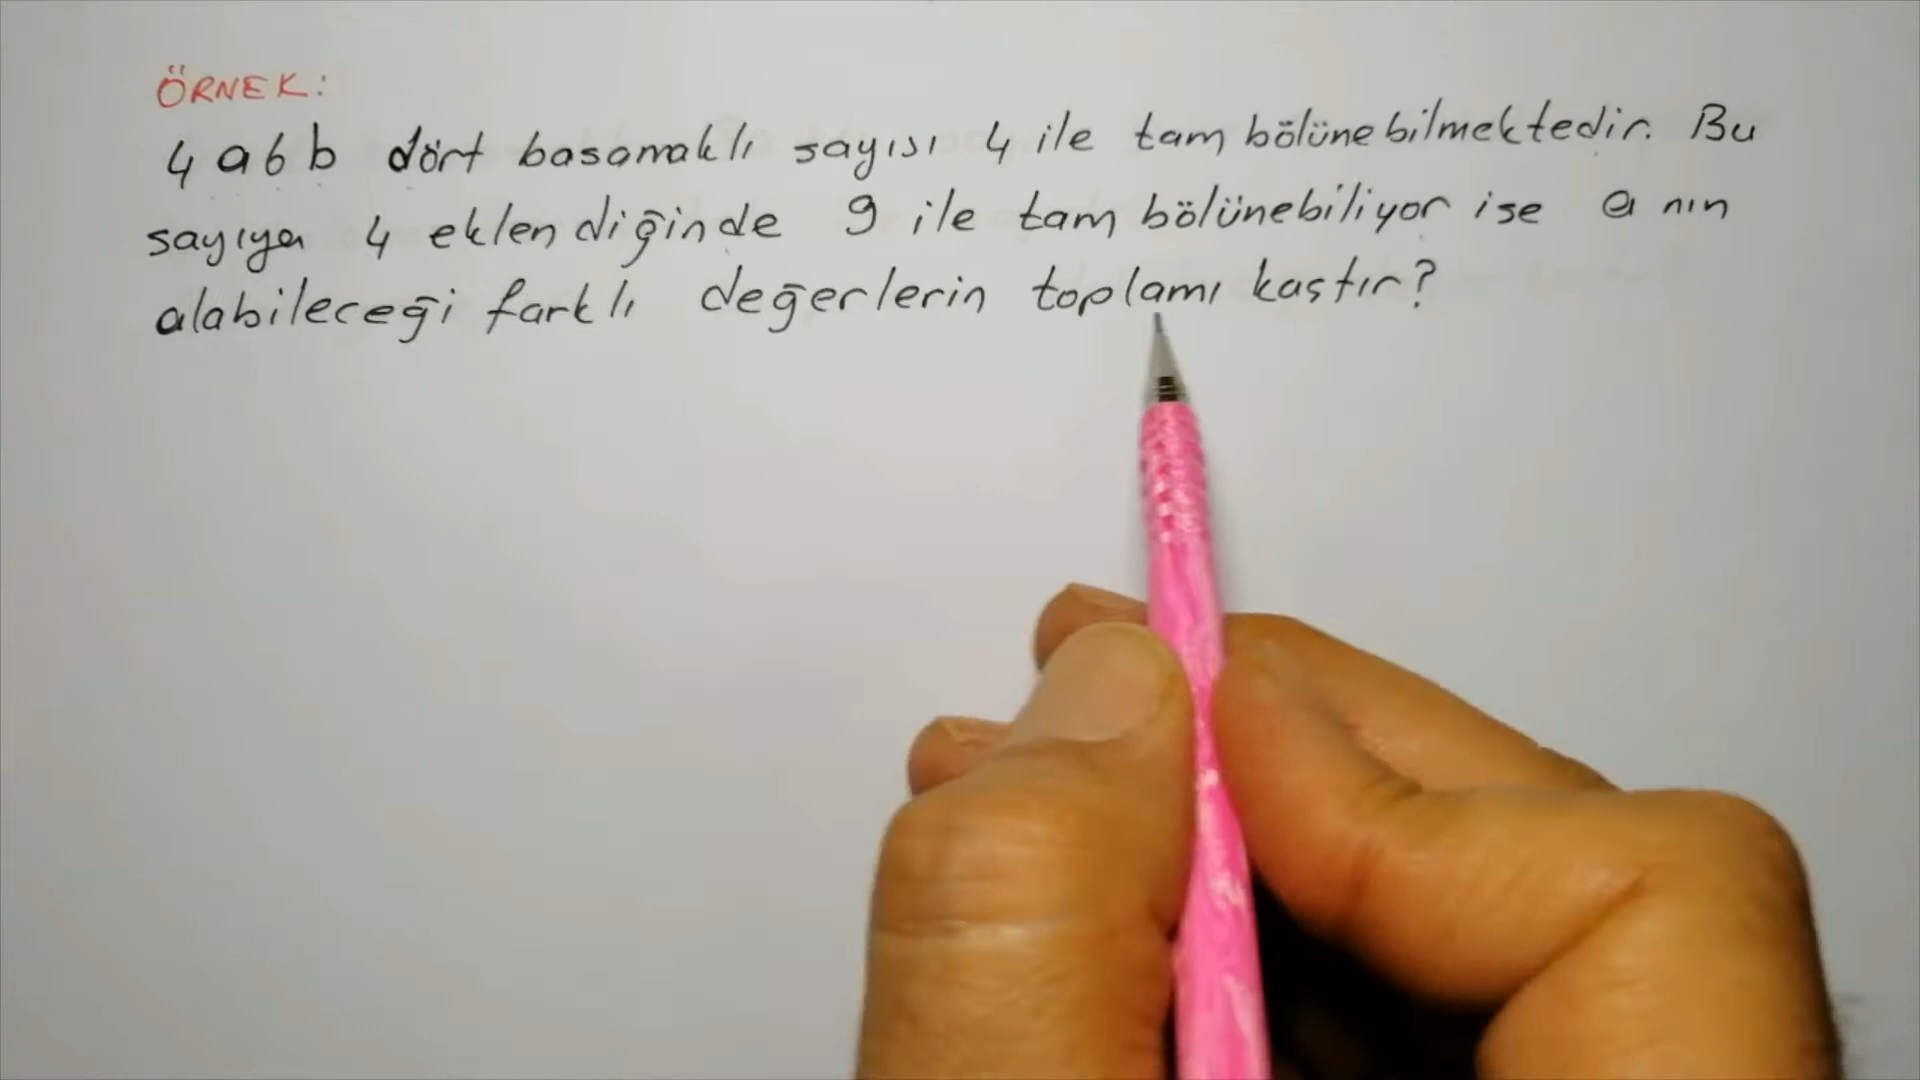 ÖRNEK:
4a6b dört basamaklı sayısı 4 ile tam bölünebilmektedir. Bu
sayıya 4 eklendiğinde 9 ile tam bölünebiliyor ise a nın
alabileceği farklı değerlerin toplamı kaçtır?